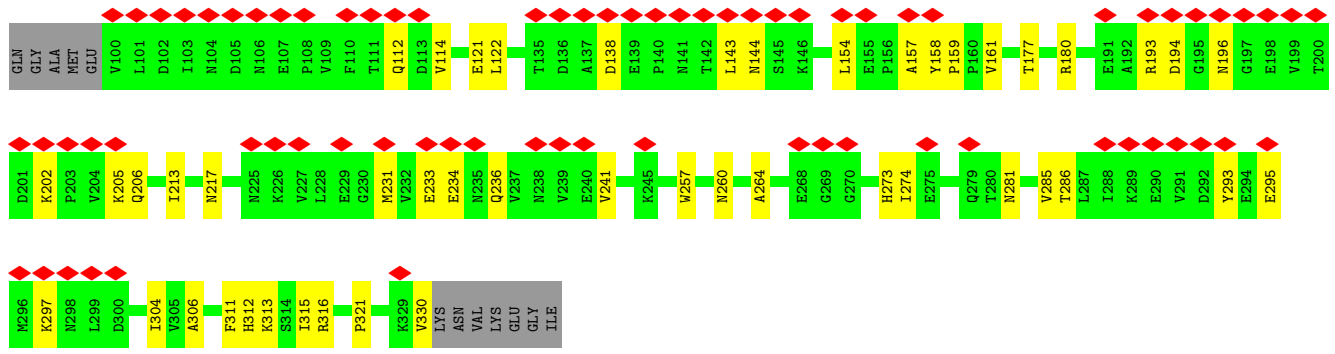 GLN GLY ALA MET GLU V100 L101 D102 I103 N104 D105 N106 E107 P108 V109 F110 T111 Q112 D113 V114 E121 L122 T135 D136 A137 D138 E139 P140 N141 T142 L143 N144 S145 K146 L154 E155 P156 A157 Y158 P159 P160 V161 T177 R180 E191 A192 R193 D194 G195 N196 G197 E198 V199 T200
D201 K202 P203 V204 K205 Q206 I213 N217 N225 K226 V227 L228 E229 G230 M231 V232 E233 E234 N235 Q236 V237 N238 V239 E240 V241 K245 W257 N260 A264 E268 G269 G270 H273 I274 E275 Q279 T280 N281 V285 T286 L287 I288 K289 E290 V291 D292 Y293 E294 E295
M296 K297 N298 L299 D300 I304 V305 A306 F311 H312 K313 S314 I315 R316 P321 K329 V330 LYS ASN VAL LYS GLU GLY ILE